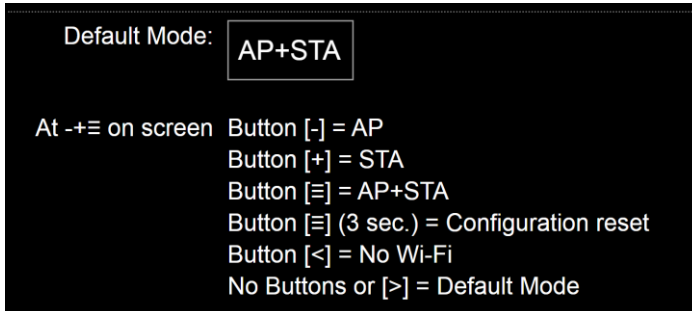 Default Mode: AP+STA
At -+≡ on screen Button [-] = AP
Button [+] = STA
Button [≡] = AP+STA
Button [≡] (3 sec.) = Configuration reset
Button [<] = No Wi-Fi
No Buttons or [>] = Default Mode